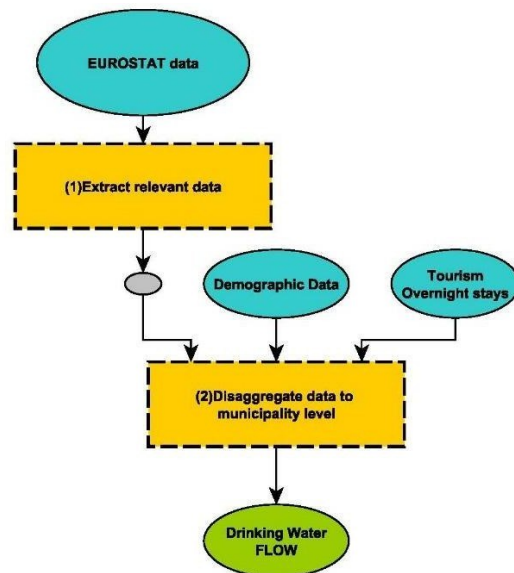 EUROSTAT data
(1)Extract relevant data
Demographic Data
Tourism
Overnight stays
(2)Disaggregate data to
municipality level
Drinking Water
FLOW